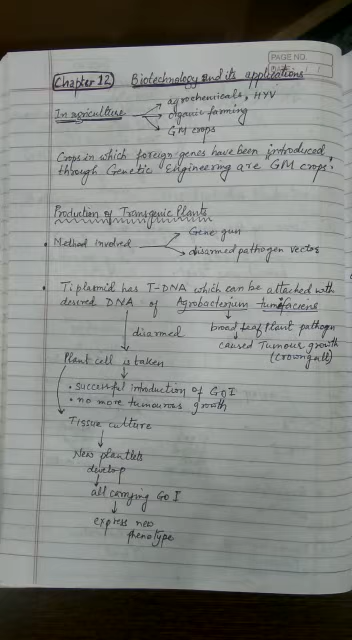 PAGE NO.
Chapter 12) Biotechnology and its applications
In agriculture → agrochemicals, HYV
→ organic farming
→ GM crops
Crops in which foreign genes have been introduced
through Genetic Engineering are "GM crops".
Production of Transgenic Plants
• Method involved → Gene gun
→ disarmed pathogen vector
• Ti plasmid has T-DNA which can be attached with
desired DNA of Agrobacterium tumifaciens
↓ disarmed
↓ broad leaf plant pathogen
caused Tumour growth
(Crown gall)
Plant cell is taken
↓
• successful introduction of GoI
• no more tumourous growth
Tissue culture
↓
New plantlets
develop
↓
all carrying GoI
↓
express new
phenotype